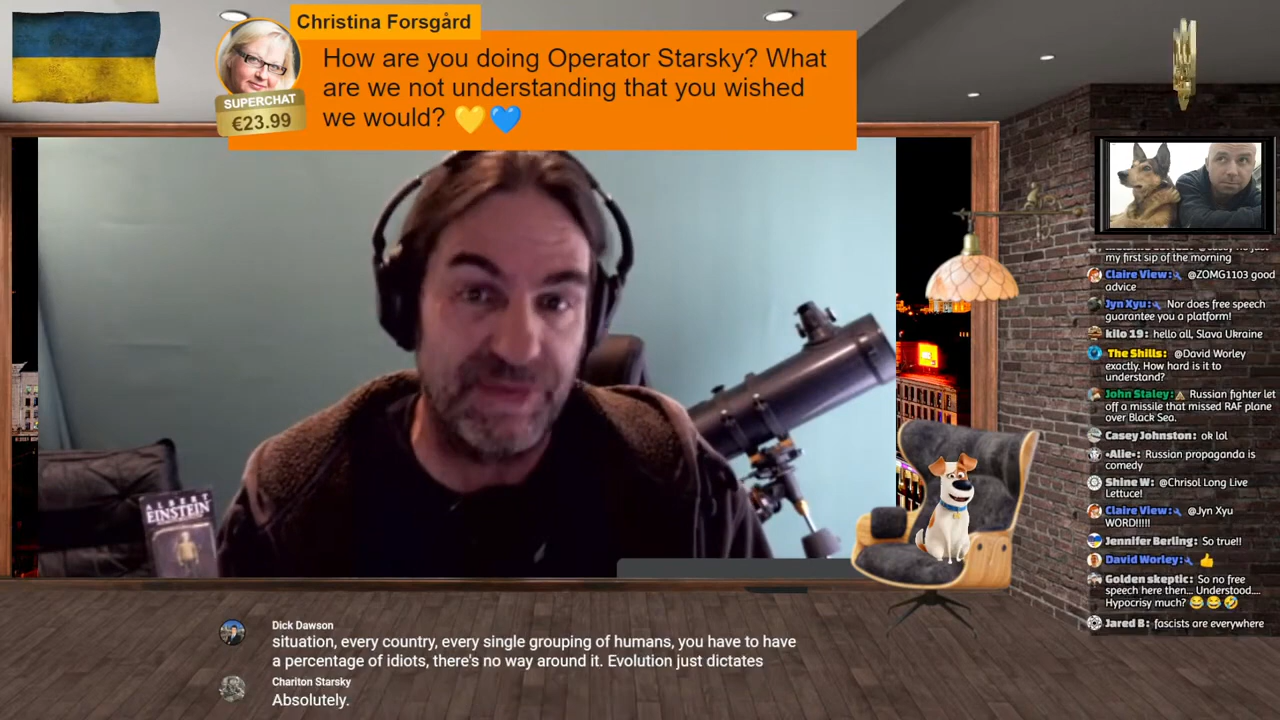 Christina Forsgård
How are you doing Operator Starsky? What
are we not understanding that you wished
we would? 💛💙
SUPERCHAT
€23.99
ALBERT
EINSTEIN
my first sip of the morning
Claire View: @ZOMG1103 good
advice
Jyn Xyu: Nor does free speech
guarantee you a platform!
kilo 19: hello all, Slava Ukraine
The Shills: @David Worley
exactly. How hard is it to
understand?
John Staley: Russian fighter let
off a missile that missed RAF plane
over Black Sea.
Casey Johnston: ok lol
•Alie•: Russian propaganda is
comedy
Shine W: @Chrisol Long Live
Lettuce!
Claire View: @Jyn Xyu
WORD!!!!!
Jennifer Berling: So true!!
David Worley: 👍
Golden skeptic: So no free
speech here then... Understood....
Hypocrisy much? 😂😂🤣
Jared B: fascists are everywhere
Dick Dawson
situation, every country, every single grouping of humans, you have to have
a percentage of idiots, there's no way around it. Evolution just dictates
Chariton Starsky
Absolutely.